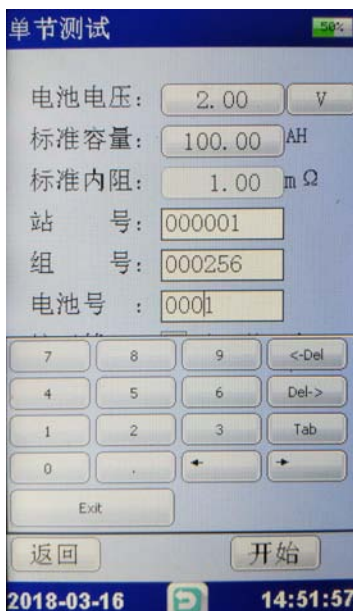 单节测试 50%
电池电压: 2.00 V
标准容量: 100.00 AH
标准内阻: 1.00 mΩ
站 号: 000001
组 号: 000256
电池号 : 0001
7 8 9 <-Del
4 5 6 Del->
1 2 3 Tab
0 . ← →
Exit
返回 开始
2018-03-16 14:51:57